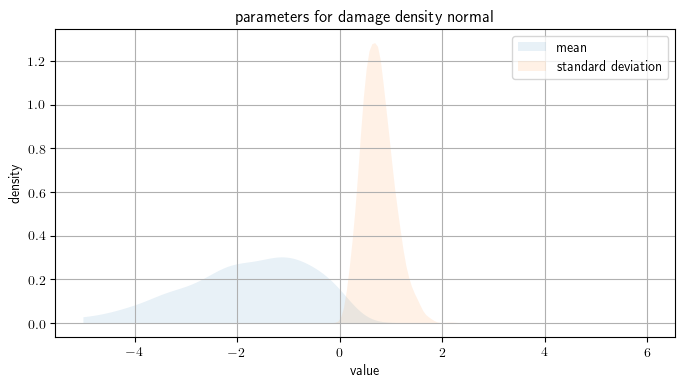 parameters for damage density normal
mean
standard deviation
density
1.2
1.0
0.8
0.6
0.4
0.2
0.0
−4 −2 0 2 4 6
value